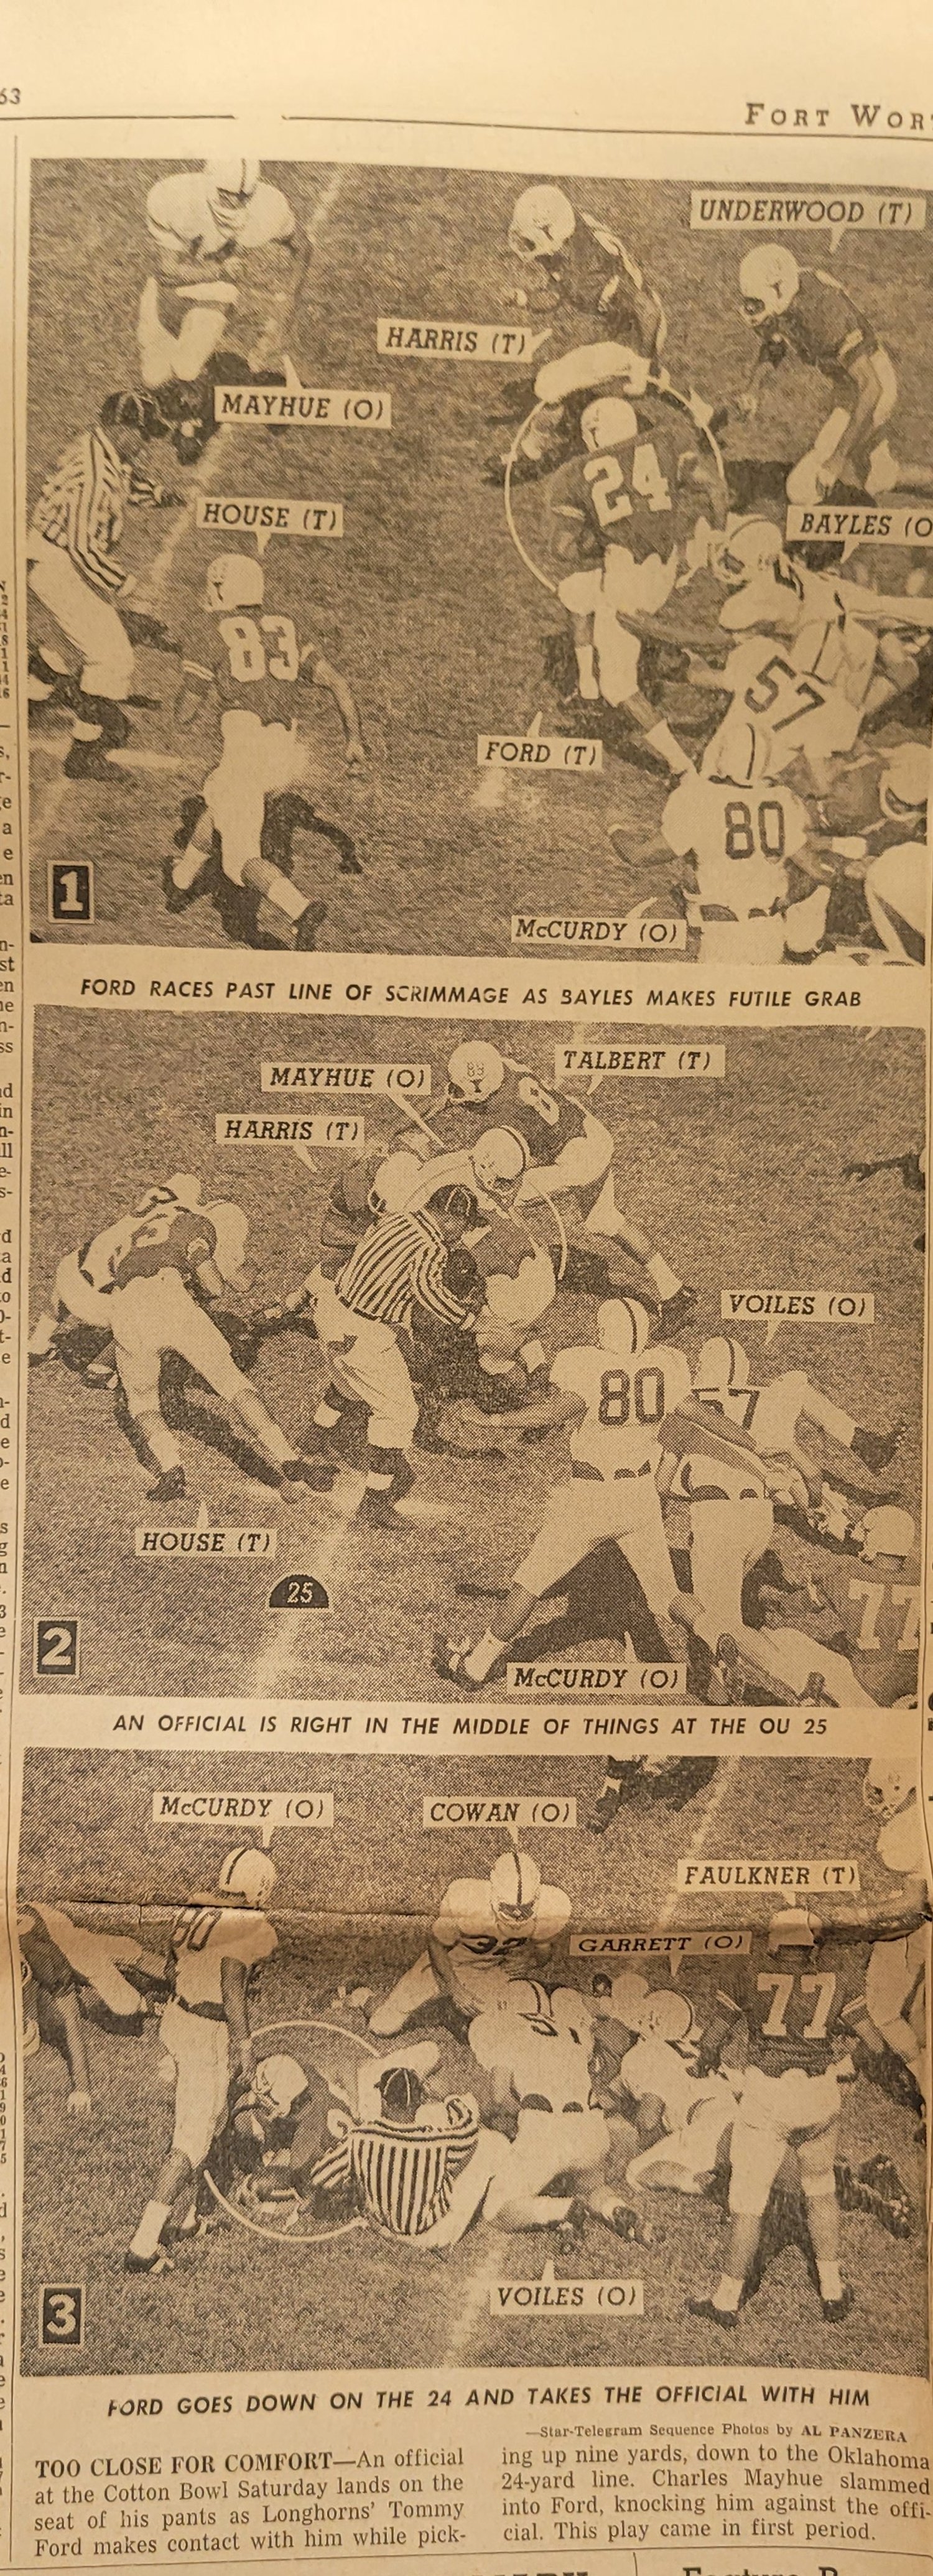 63
FORT WOR
UNDERWOOD (T)
HARRIS (T)
MAYHUE (O)
24
HOUSE (T)
BAYLES (O
83
57
FORD (T)
80
1
McCURDY (O)
FORD RACES PAST LINE OF SCRIMMAGE AS BAYLES MAKES FUTILE GRAB
TALBERT (T)
MAYHUE (O)
89
HARRIS (T)
VOILES (O)
80
57
HOUSE (T)
25
77
2
McCURDY (O)
AN OFFICIAL IS RIGHT IN THE MIDDLE OF THINGS AT THE OU 25
McCURDY (O)
COWAN (O)
FAULKNER (T)
80
GARRETT (O)
77
VOILES (O)
3
FORD GOES DOWN ON THE 24 AND TAKES THE OFFICIAL WITH HIM
—Star-Telegram Sequence Photos by AL PANZERA
TOO CLOSE FOR COMFORT—An official
at the Cotton Bowl Saturday lands on the
seat of his pants as Longhorns' Tommy
Ford makes contact with him while pick-
ing up nine yards, down to the Oklahoma
24-yard line. Charles Mayhue slammed
into Ford, knocking him against the offi-
cial. This play came in first period.